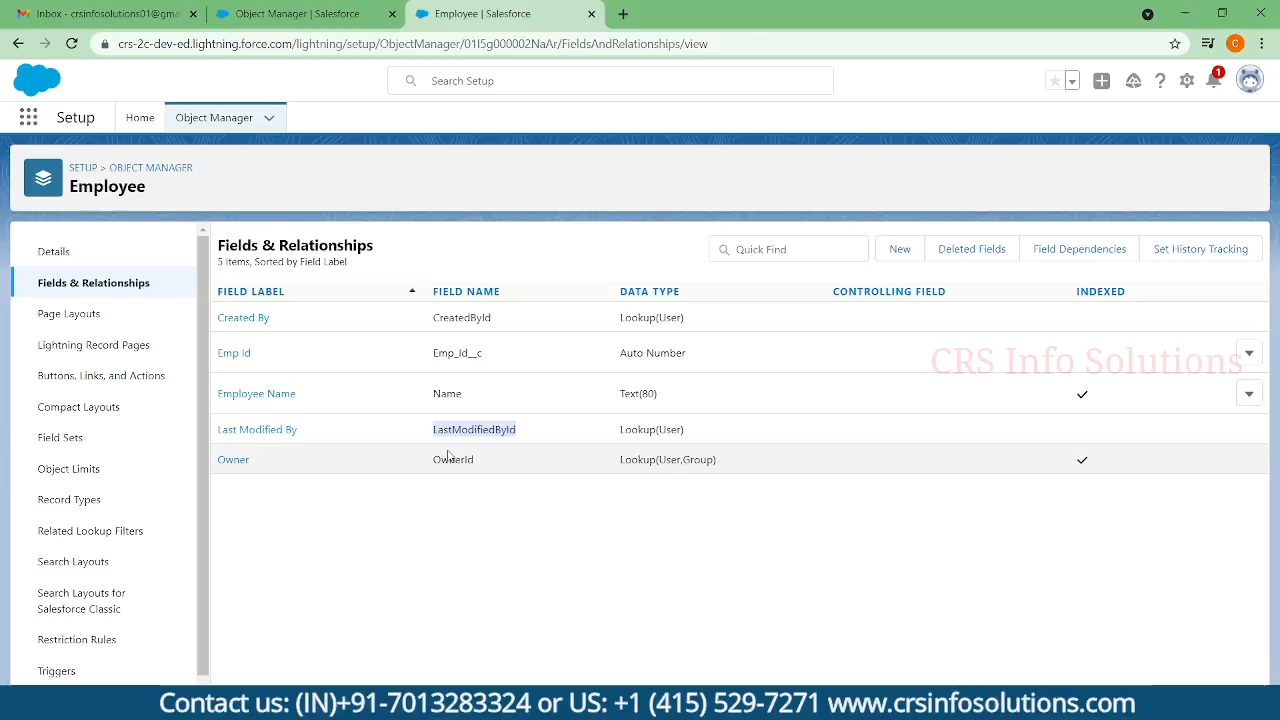 Inbox - crsinfosolutions01@gma
Object Manager | Salesforce
Employee | Salesforce
crs-2c-dev-ed.lightning.force.com/lightning/setup/ObjectManager/01I5g000002NaAr/FieldsAndRelationships/view
C
Search Setup
1
Setup
Home
Object Manager
SETUP > OBJECT MANAGER
Employee
Details
Fields & Relationships
Page Layouts
Lightning Record Pages
Buttons, Links, and Actions
Compact Layouts
Field Sets
Object Limits
Record Types
Related Lookup Filters
Search Layouts
Search Layouts for
Salesforce Classic
Restriction Rules
Triggers
Fields & Relationships
5 Items, Sorted by Field Label
Quick Find
New
Deleted Fields
Field Dependencies
Set History Tracking
FIELD LABEL FIELD NAME DATA TYPE CONTROLLING FIELD INDEXED
Created By CreatedById Lookup(User)
Emp Id Emp_Id__c Auto Number
CRS Info Solutions
Employee Name Name Text(80)
Last Modified By LastModifiedById Lookup(User)
Owner OwnerId Lookup(User,Group)
Contact us: (IN)+91-7013283324 or US: +1 (415) 529-7271 www.crsinfosolutions.com